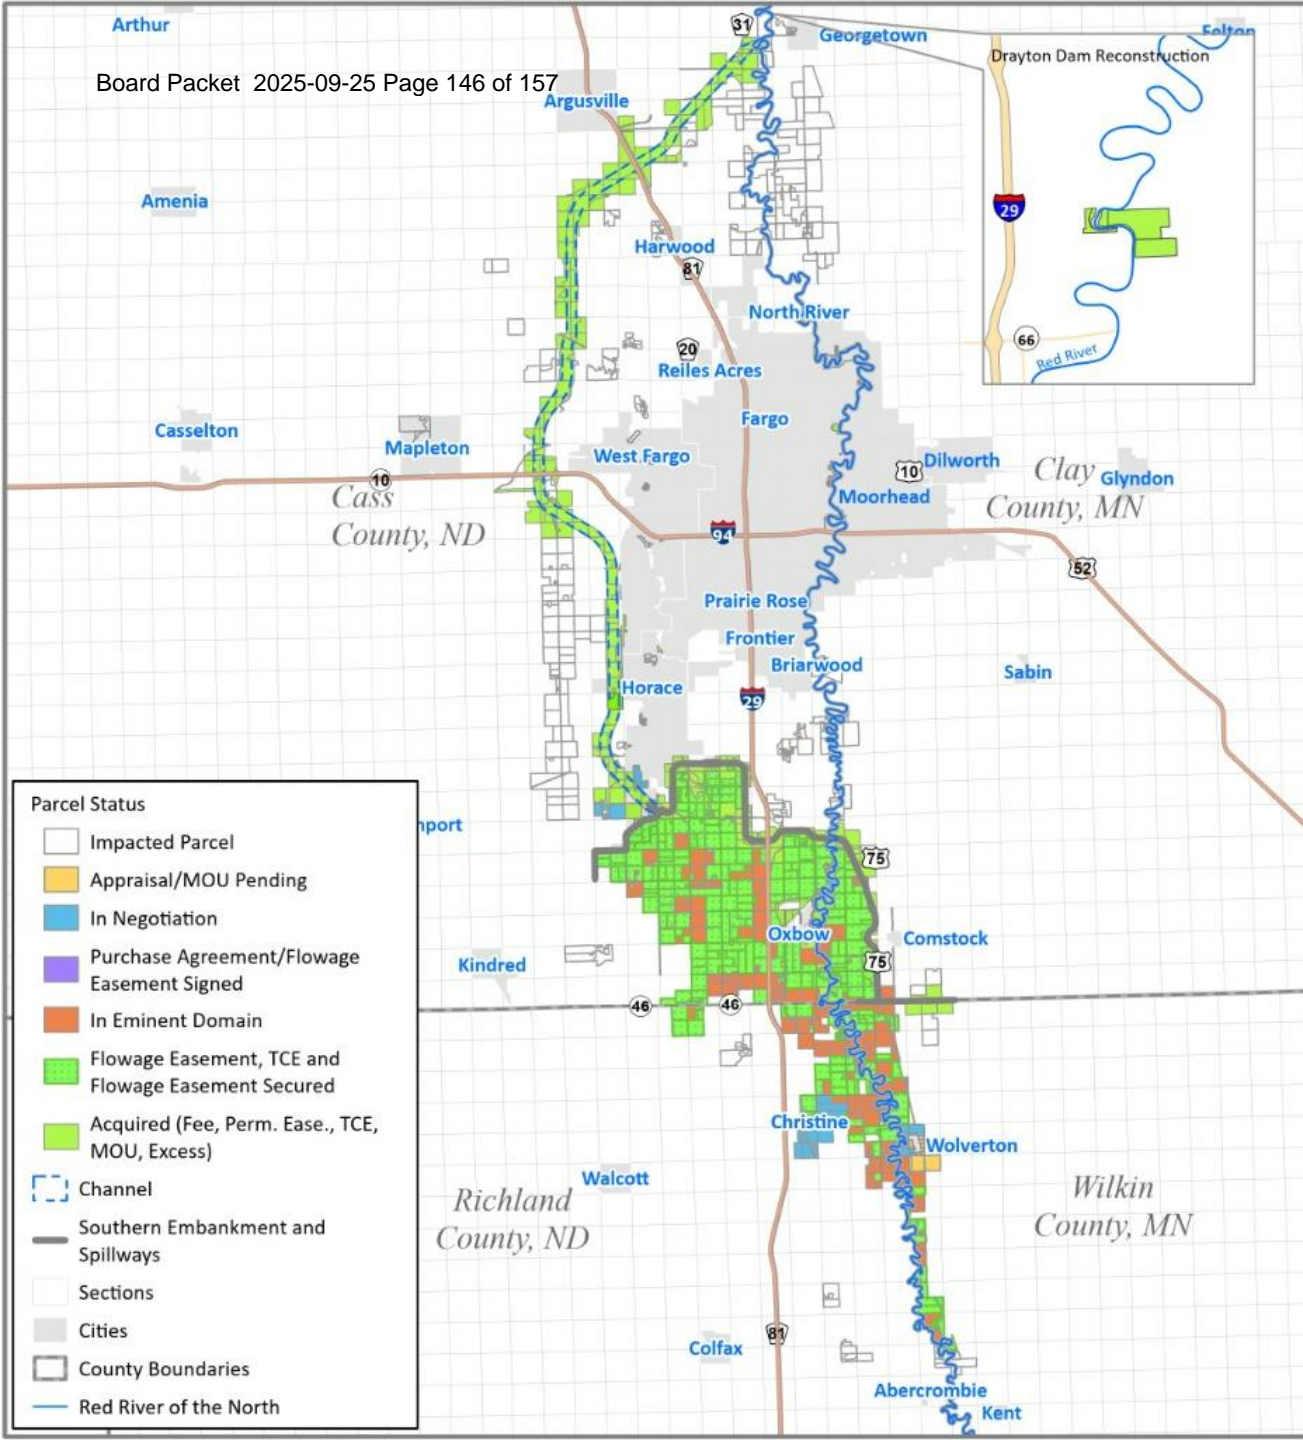 Arthur
31
Georgetown
Felton
Drayton Dam Reconstruction
Board Packet 2025-09-25 Page 146 of 157
Argusville
Amenia
29
Harwood
81
North River
66
Red River
20
Reiles Acres
Fargo
Casselton
Mapleton
West Fargo
10
Dilworth
Clay
County, MN
Glyndon
10
Cass
County, ND
Moorhead
94
52
Prairie Rose
Frontier
Briarwood
Sabin
Horace
29
Parcel Status
Impacted Parcel
Appraisal/MOU Pending
In Negotiation
Purchase Agreement/Flowage
Easement Signed
In Eminent Domain
Flowage Easement, TCE and
Flowage Easement Secured
Acquired (Fee, Perm. Ease., TCE,
MOU, Excess)
Channel
Southern Embankment and
Spillways
Sections
Cities
County Boundaries
Red River of the North
nport
75
Oxbow
Comstock
75
Kindred
46
46
Christine
Wolverton
Walcott
Richland
County, ND
Wilkin
County, MN
81
Colfax
Abercrombie
Kent